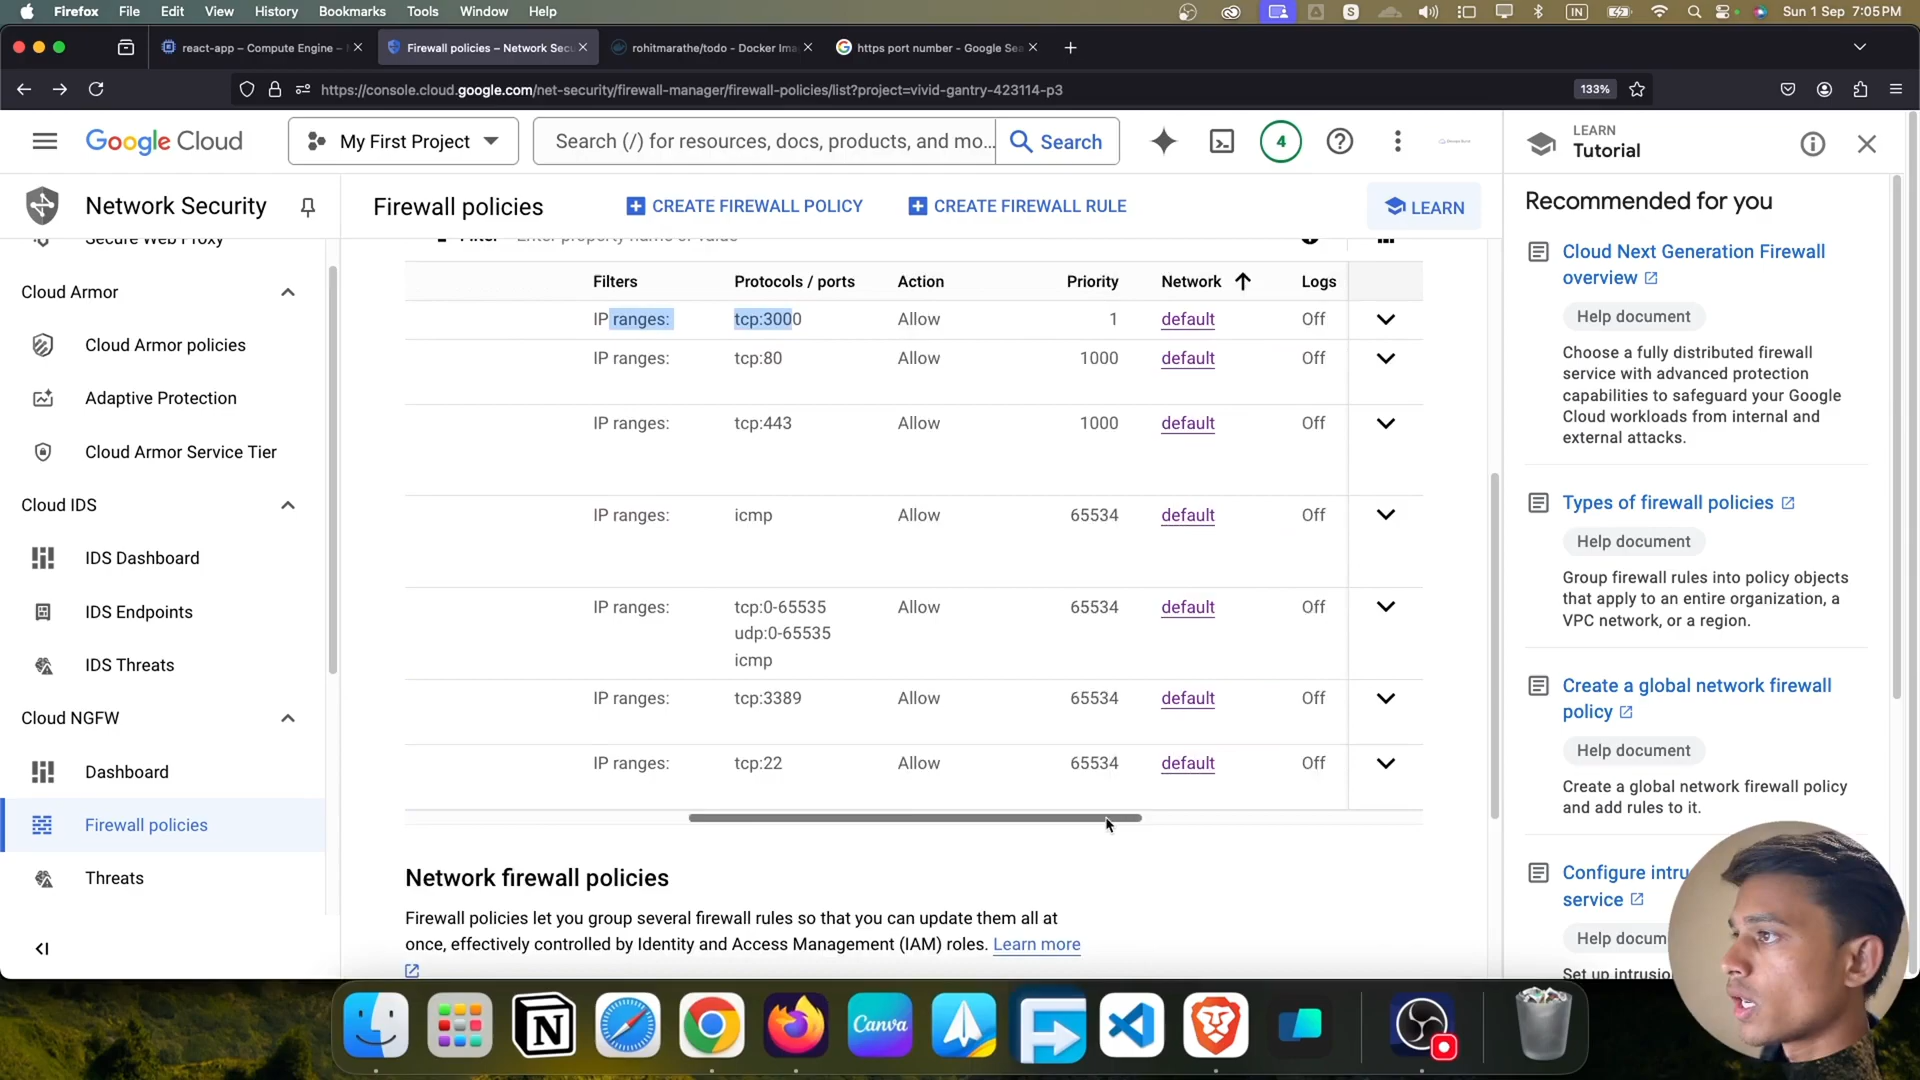 Firefox File Edit View History Bookmarks Tools Window Help
IN
Sun 1 Sep 7:05 PM
react-app – Compute Engine –
Firewall policies – Network Secu
rohitmarathe/todo - Docker Ima
https port number - Google Sea
https://console.cloud.google.com/net-security/firewall-manager/firewall-policies/list?project=vivid-gantry-423114-p3
133%
Google Cloud
My First Project
Search (/) for resources, docs, products, and mo...
Search
4
LEARN
Tutorial
Network Security
Firewall policies
CREATE FIREWALL POLICY
CREATE FIREWALL RULE
LEARN
Recommended for you
Secure Web Proxy
Cloud Armor
Cloud Armor policies
Adaptive Protection
Cloud Armor Service Tier
Cloud IDS
IDS Dashboard
IDS Endpoints
IDS Threats
Cloud NGFW
Dashboard
Firewall policies
Threats
Filter Enter property name or value
Filters Protocols / ports Action Priority Network Logs
IP ranges: tcp:3000 Allow 1 default Off
IP ranges: tcp:80 Allow 1000 default Off
IP ranges: tcp:443 Allow 1000 default Off
IP ranges: icmp Allow 65534 default Off
IP ranges: tcp:0-65535 Allow 65534 default Off
udp:0-65535
icmp
IP ranges: tcp:3389 Allow 65534 default Off
IP ranges: tcp:22 Allow 65534 default Off
Network firewall policies
Firewall policies let you group several firewall rules so that you can update them all at
once, effectively controlled by Identity and Access Management (IAM) roles. Learn more
Cloud Next Generation Firewall
overview
Help document
Choose a fully distributed firewall
service with advanced protection
capabilities to safeguard your Google
Cloud workloads from internal and
external attacks.
Types of firewall policies
Help document
Group firewall rules into policy objects
that apply to an entire organization, a
VPC network, or a region.
Create a global network firewall
policy
Help document
Create a global network firewall policy
and add rules to it.
Configure intru
service
Help docum
Set up intrusio
Canva